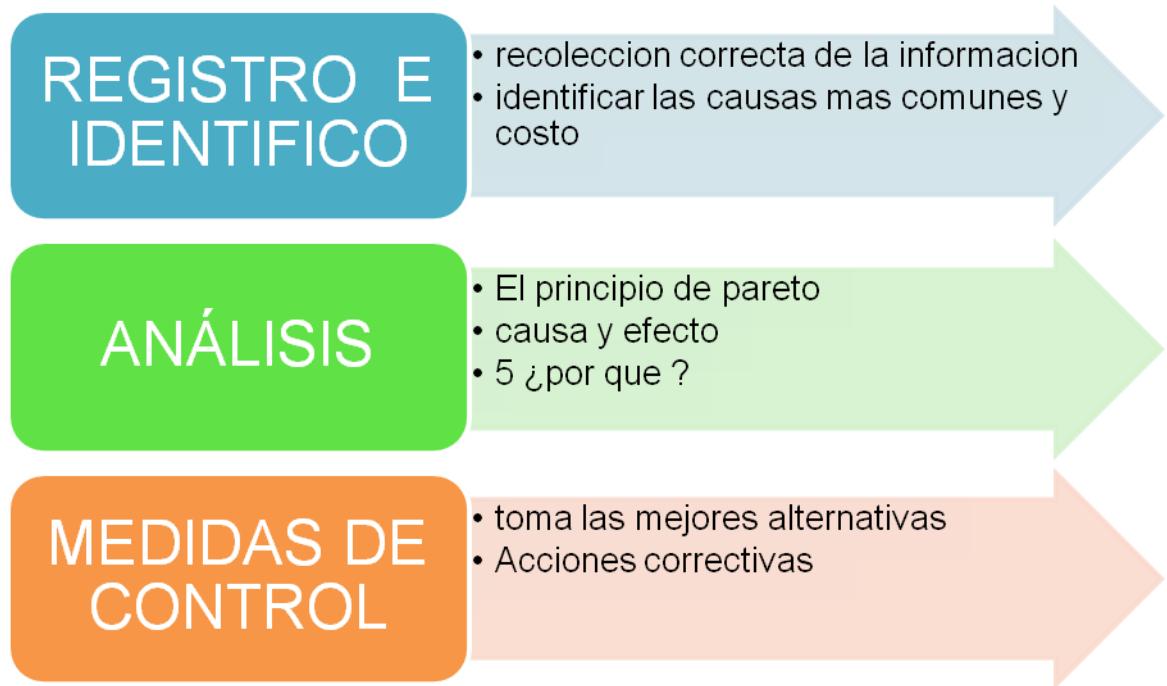 REGISTRO E
IDENTIFICO
• recoleccion correcta de la informacion
• identificar las causas mas comunes y
costo
ANÁLISIS
• El principio de pareto
• causa y efecto
• 5 ¿por que ?
MEDIDAS DE
CONTROL
• toma las mejores alternativas
• Acciones correctivas